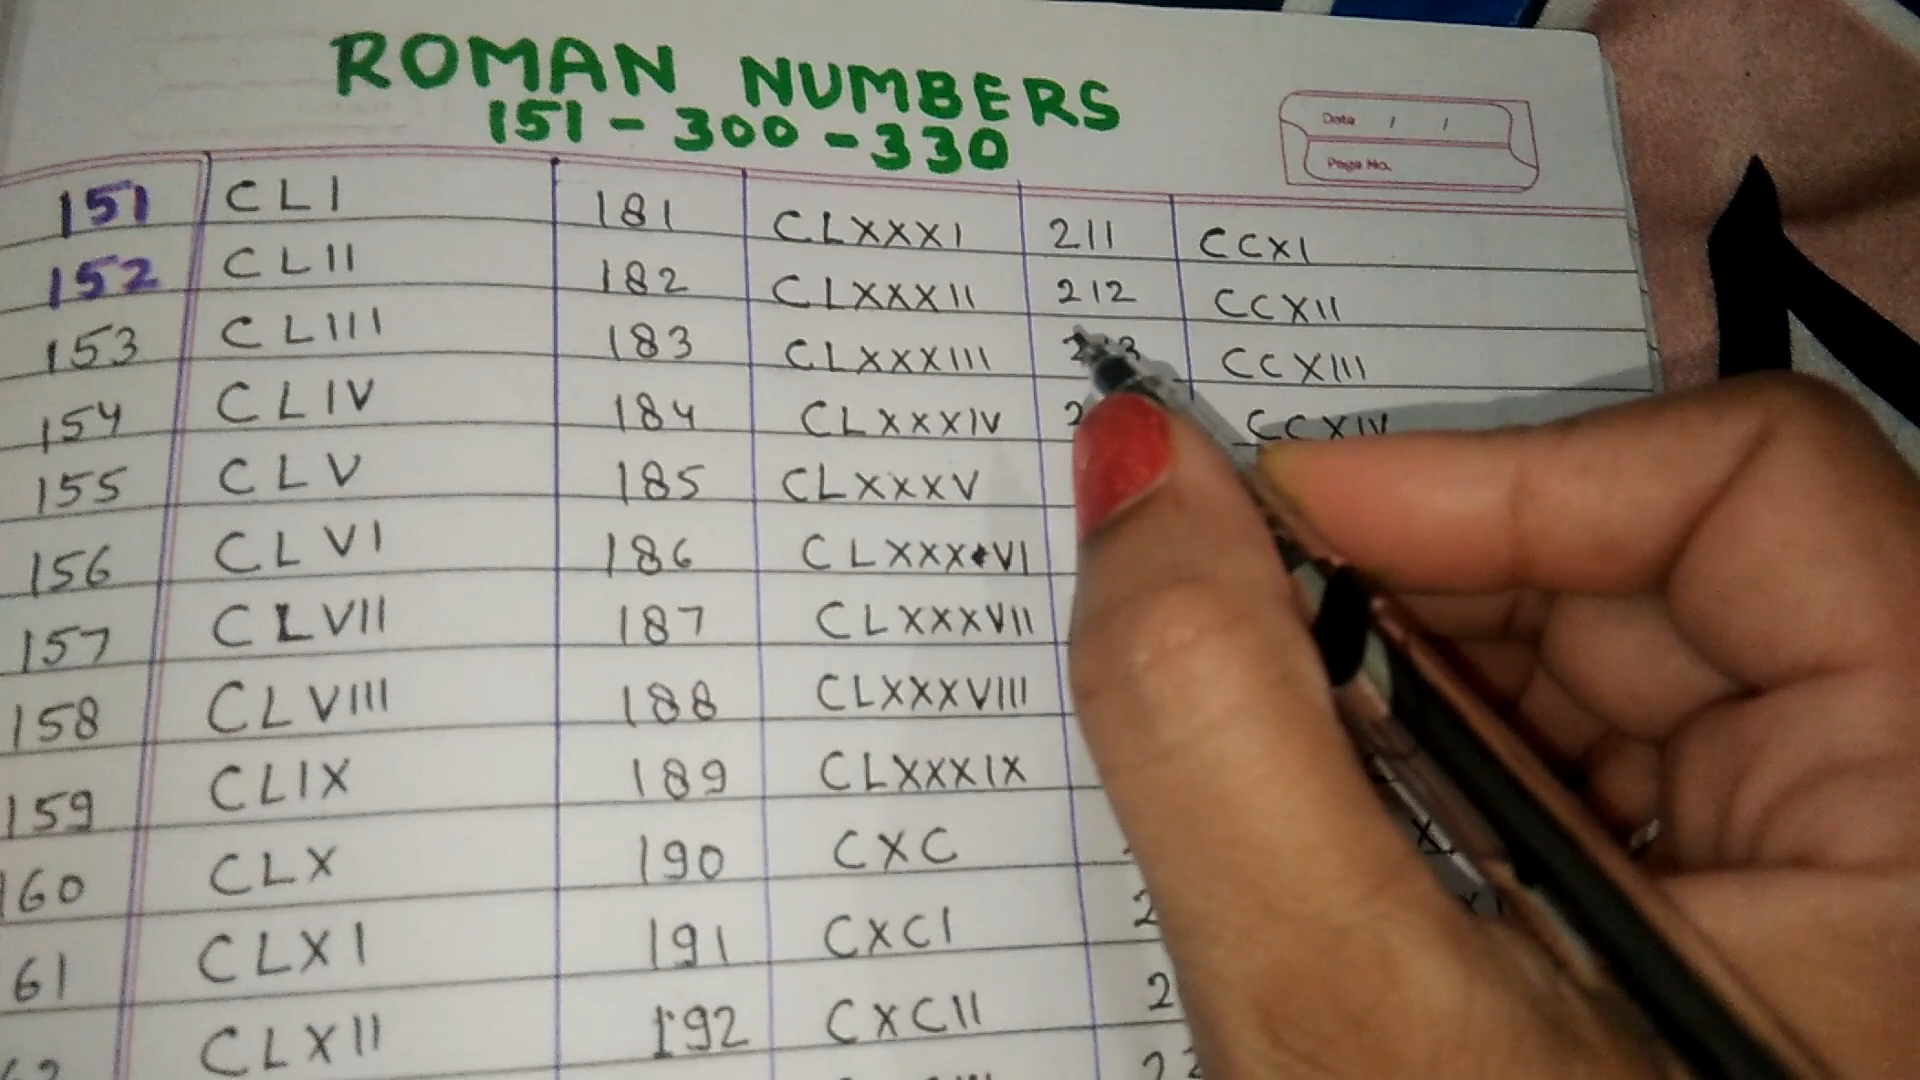 ROMAN NUMBERS
151 - 300 - 330
Date / /
Page No.
151 CLI 181 CLXXXI 211 CCXI
152 CLII 182 CLXXXII 212 CCXII
153 CLIII 183 CLXXXIII CCXIII
154 CLIV 184 CLXXXIV 2 CCXIV
155 CLV 185 CLXXXV
156 CLVI 186 CLXXXVI
157 CLVII 187 CLXXXVII
158 CLVIII 188 CLXXXVIII
159 CLIX 189 CLXXXIX
160 CLX 190 CXC
61 CLXI 191 CXCI 2
CLXII 192 CXCII 2